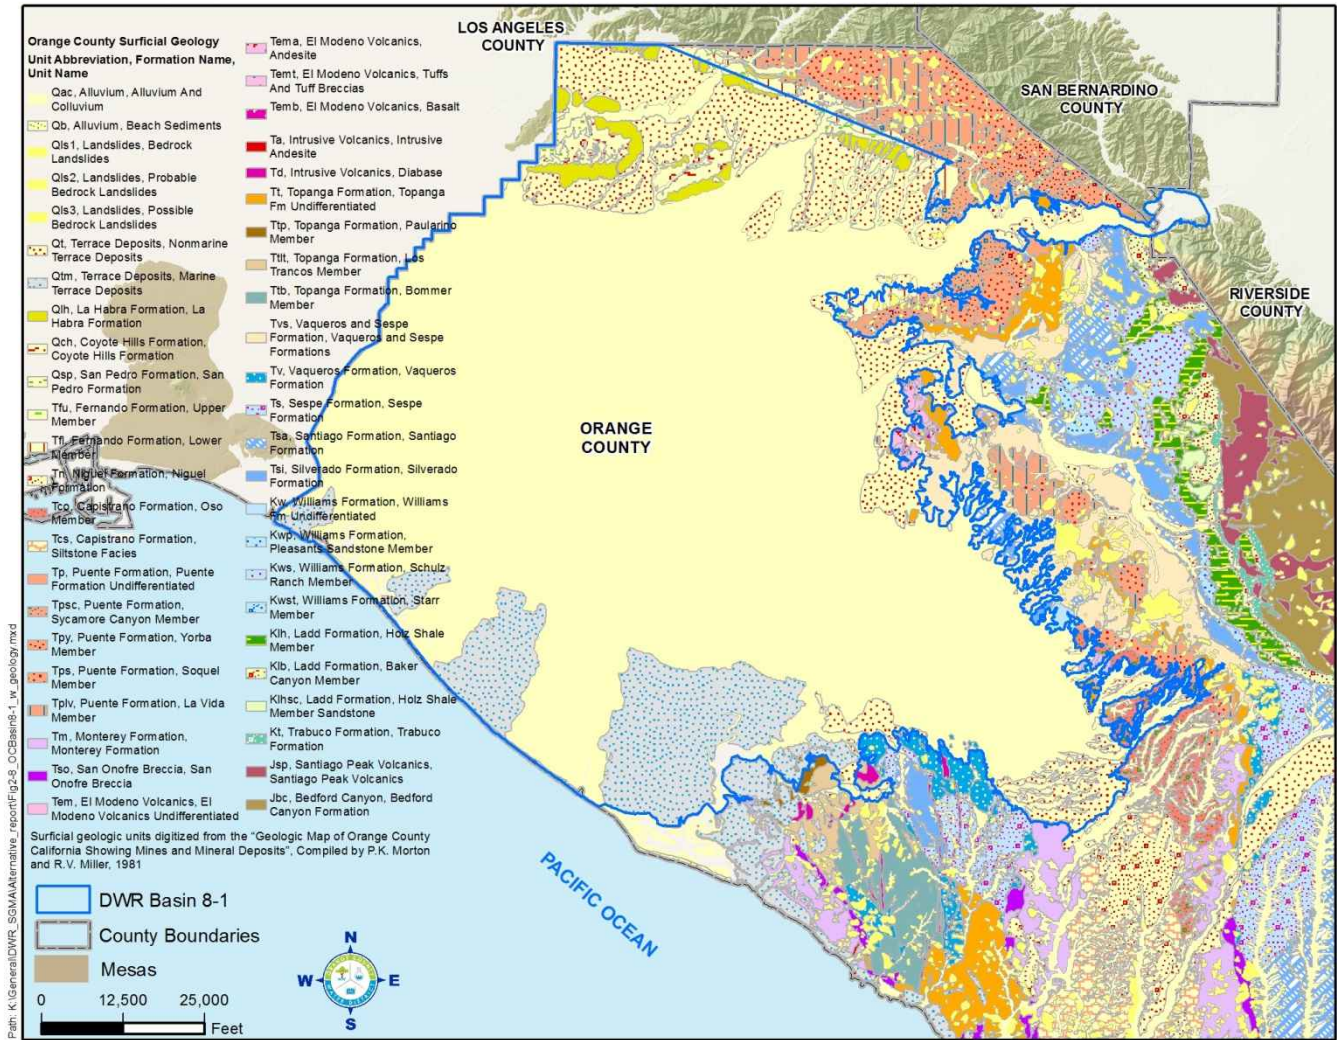 Orange County Surficial Geology
Unit Abbreviation, Formation Name,
Unit Name
Qac, Alluvium, Alluvium And
Colluvium
Qb, Alluvium, Beach Sediments
Qls1, Landslides, Bedrock
Landslides
Qls2, Landslides, Probable
Bedrock Landslides
Qls3, Landslides, Possible
Bedrock Landslides
Qt, Terrace Deposits, Nonmarine
Terrace Deposits
Qtm, Terrace Deposits, Marine
Terrace Deposits
Qlh, La Habra Formation, La
Habra Formation
Qch, Coyote Hills Formation,
Coyote Hills Formation
Qsp, San Pedro Formation, San
Pedro Formation
Tfu, Fernando Formation, Upper
Member
Tfl, Fernando Formation, Lower
Member
Tn, Niguel Formation, Niguel
Formation
Tco, Capistrano Formation, Oso
Member
Tcs, Capistrano Formation,
Siltstone Facies
Tp, Puente Formation, Puente
Formation Undifferentiated
Tpsc, Puente Formation,
Sycamore Canyon Member
Tpy, Puente Formation, Yorba
Member
Tps, Puente Formation, Soquel
Member
Tplv, Puente Formation, La Vida
Member
Tm, Monterey Formation,
Monterey Formation
Tso, San Onofre Breccia, San
Onofre Breccia
Tem, El Modeno Volcanics, El
Modeno Volcanics Undifferentiated
Tema, El Modeno Volcanics,
Andesite
Temt, El Modeno Volcanics, Tuffs
And Tuff Breccias
Temb, El Modeno Volcanics, Basalt
Ta, Intrusive Volcanics, Intrusive
Andesite
Td, Intrusive Volcanics, Diabase
Tt, Topanga Formation, Topanga
Fm Undifferentiated
Ttp, Topanga Formation, Paularino
Member
Ttlt, Topanga Formation, Los
Trancos Member
Ttb, Topanga Formation, Bommer
Member
Tvs, Vaqueros and Sespe
Formation, Vaqueros and Sespe
Formations
Tv, Vaqueros Formation, Vaqueros
Formation
Ts, Sespe Formation, Sespe
Formation
Tsa, Santiago Formation, Santiago
Formation
Tsi, Silverado Formation, Silverado
Formation
Kw, Williams Formation, Williams
Fm Undifferentiated
Kwp, Williams Formation,
Pleasants Sandstone Member
Kws, Williams Formation, Schulz
Ranch Member
Kwst, Williams Formation, Starr
Member
Klh, Ladd Formation, Holz Shale
Member
Klb, Ladd Formation, Baker
Canyon Member
Klhsc, Ladd Formation, Holz Shale
Member Sandstone
Kt, Trabuco Formation, Trabuco
Formation
Jsp, Santiago Peak Volcanics,
Santiago Peak Volcanics
Jbc, Bedford Canyon, Bedford
Canyon Formation
Surficial geologic units digitized from the "Geologic Map of Orange County
California Showing Mines and Mineral Deposits", Compiled by P.K. Morton
and R.V. Miller, 1981
DWR Basin 8-1
County Boundaries
Mesas
0 12,500 25,000
Feet
N
W E
S
LOS ANGELES
COUNTY
SAN BERNARDINO
COUNTY
RIVERSIDE
COUNTY
ORANGE
COUNTY
PACIFIC OCEAN
Path: K:\General\DWR_SGMA\Alternative_report\Fig2-8_OCBasin8-1_w_geology.mxd